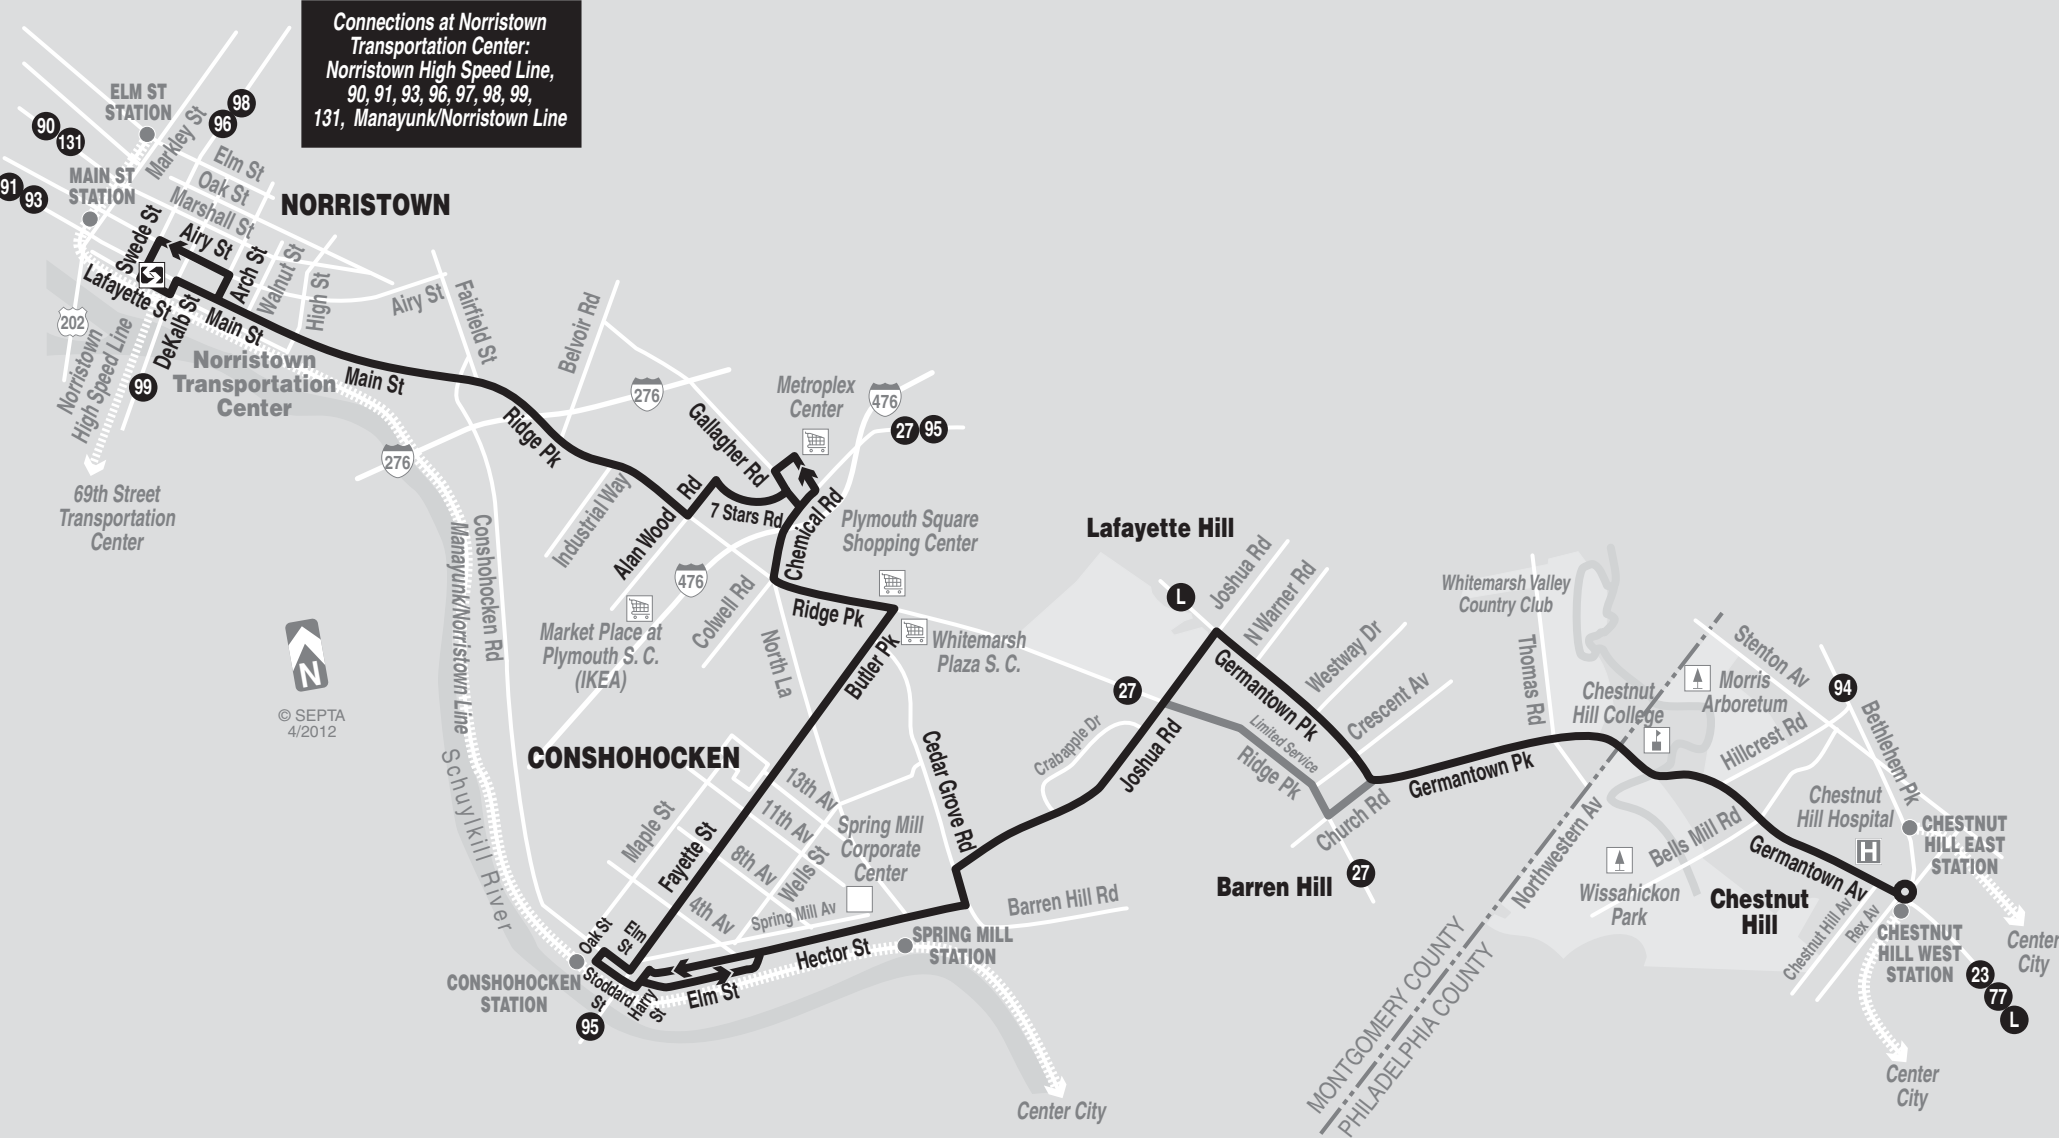 Connections at Norristown
Transportation Center:
Norristown High Speed Line,
90, 91, 93, 96, 97, 98, 99,
131, Manayunk/Norristown Line
ELM ST
STATION
98
96
90
131
Markley St
Elm St
MAIN ST
STATION
Oak St
91
93
Marshall St
NORRISTOWN
Swede St
Airy St
Arch St
Walnut St
High St
Lafayette St
DeKalb St
Main St
Airy St
Fairfield St
Belvoir Rd
202
Norristown
High Speed Line
99
Norristown
Transportation
Center
Main St
276
Metroplex
Center
476
27
95
Gallagher Rd
Ridge Pk
276
69th Street
Transportation
Center
Industrial Way
Alan Wood
Rd
7 Stars Rd
Chemical Rd
Plymouth Square
Shopping Center
Lafayette Hill
Manayunk/Norristown Line
Conshohocken Rd
476
Colwell Rd
Ridge Pk
Market Place at
Plymouth S. C.
(IKEA)
North La
Butler Pk
Whitemarsh
Plaza S. C.
N
© SEPTA
4/2012
L
Joshua Rd
N Warner Rd
Westway Dr
Crescent Av
Germantown Pk
27
Limited Service
Ridge Pk
Crabapple Dr
Joshua Rd
Church Rd
Germantown Pk
Whitemarsh Valley
Country Club
Thomas Rd
Chestnut
Hill College
Morris
Arboretum
Stenton Av
94
Bethlehem Pk
Hillcrest Rd
Schuylkill River
CONSHOHOCKEN
Cedar Grove Rd
13th Av
11th Av
8th Av
4th Av
Maple St
Fayette St
Wells St
Spring Mill
Corporate
Center
Spring Mill Av
Barren Hill Rd
Barren Hill
27
Northwestern Av
Wissahickon
Park
Bells Mill Rd
Chestnut
Hill Hospital
H
CHESTNUT
HILL EAST
STATION
Germantown Av
Chestnut
Hill
Chestnut Hill Av
Rex Av
CHESTNUT
HILL WEST
STATION
Center
City
23
77
L
Center
City
Oak St
Elm
St
CONSHOHOCKEN
STATION
Stoddard
St
Harry
St
95
Elm St
Hector St
SPRING MILL
STATION
Center City
MONTGOMERY COUNTY
PHILADELPHIA COUNTY